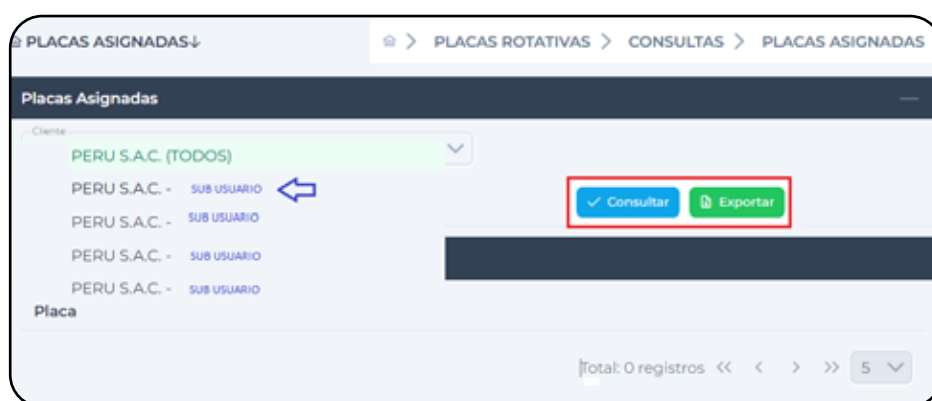 PLACAS ASIGNADAS↓
PLACAS ROTATIVAS > CONSULTAS > PLACAS ASIGNADAS
Placas Asignadas
Cliente
PERU S.A.C. (TODOS)
PERU S.A.C. - SUB USUARIO
PERU S.A.C. - SUB USUARIO
PERU S.A.C. - SUB USUARIO
PERU S.A.C. - SUB USUARIO
Consultar Exportar
Placa
Total: 0 registros << < > >> 5